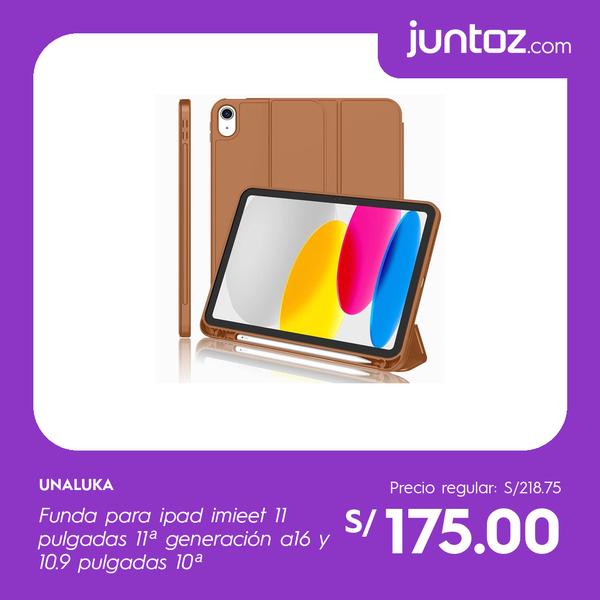 juntoz.com
UNALUKA
Funda para ipad imieet 11
pulgadas 11ª generación a16 y
10.9 pulgadas 10ª
Precio regular: S/218.75
S/175.00